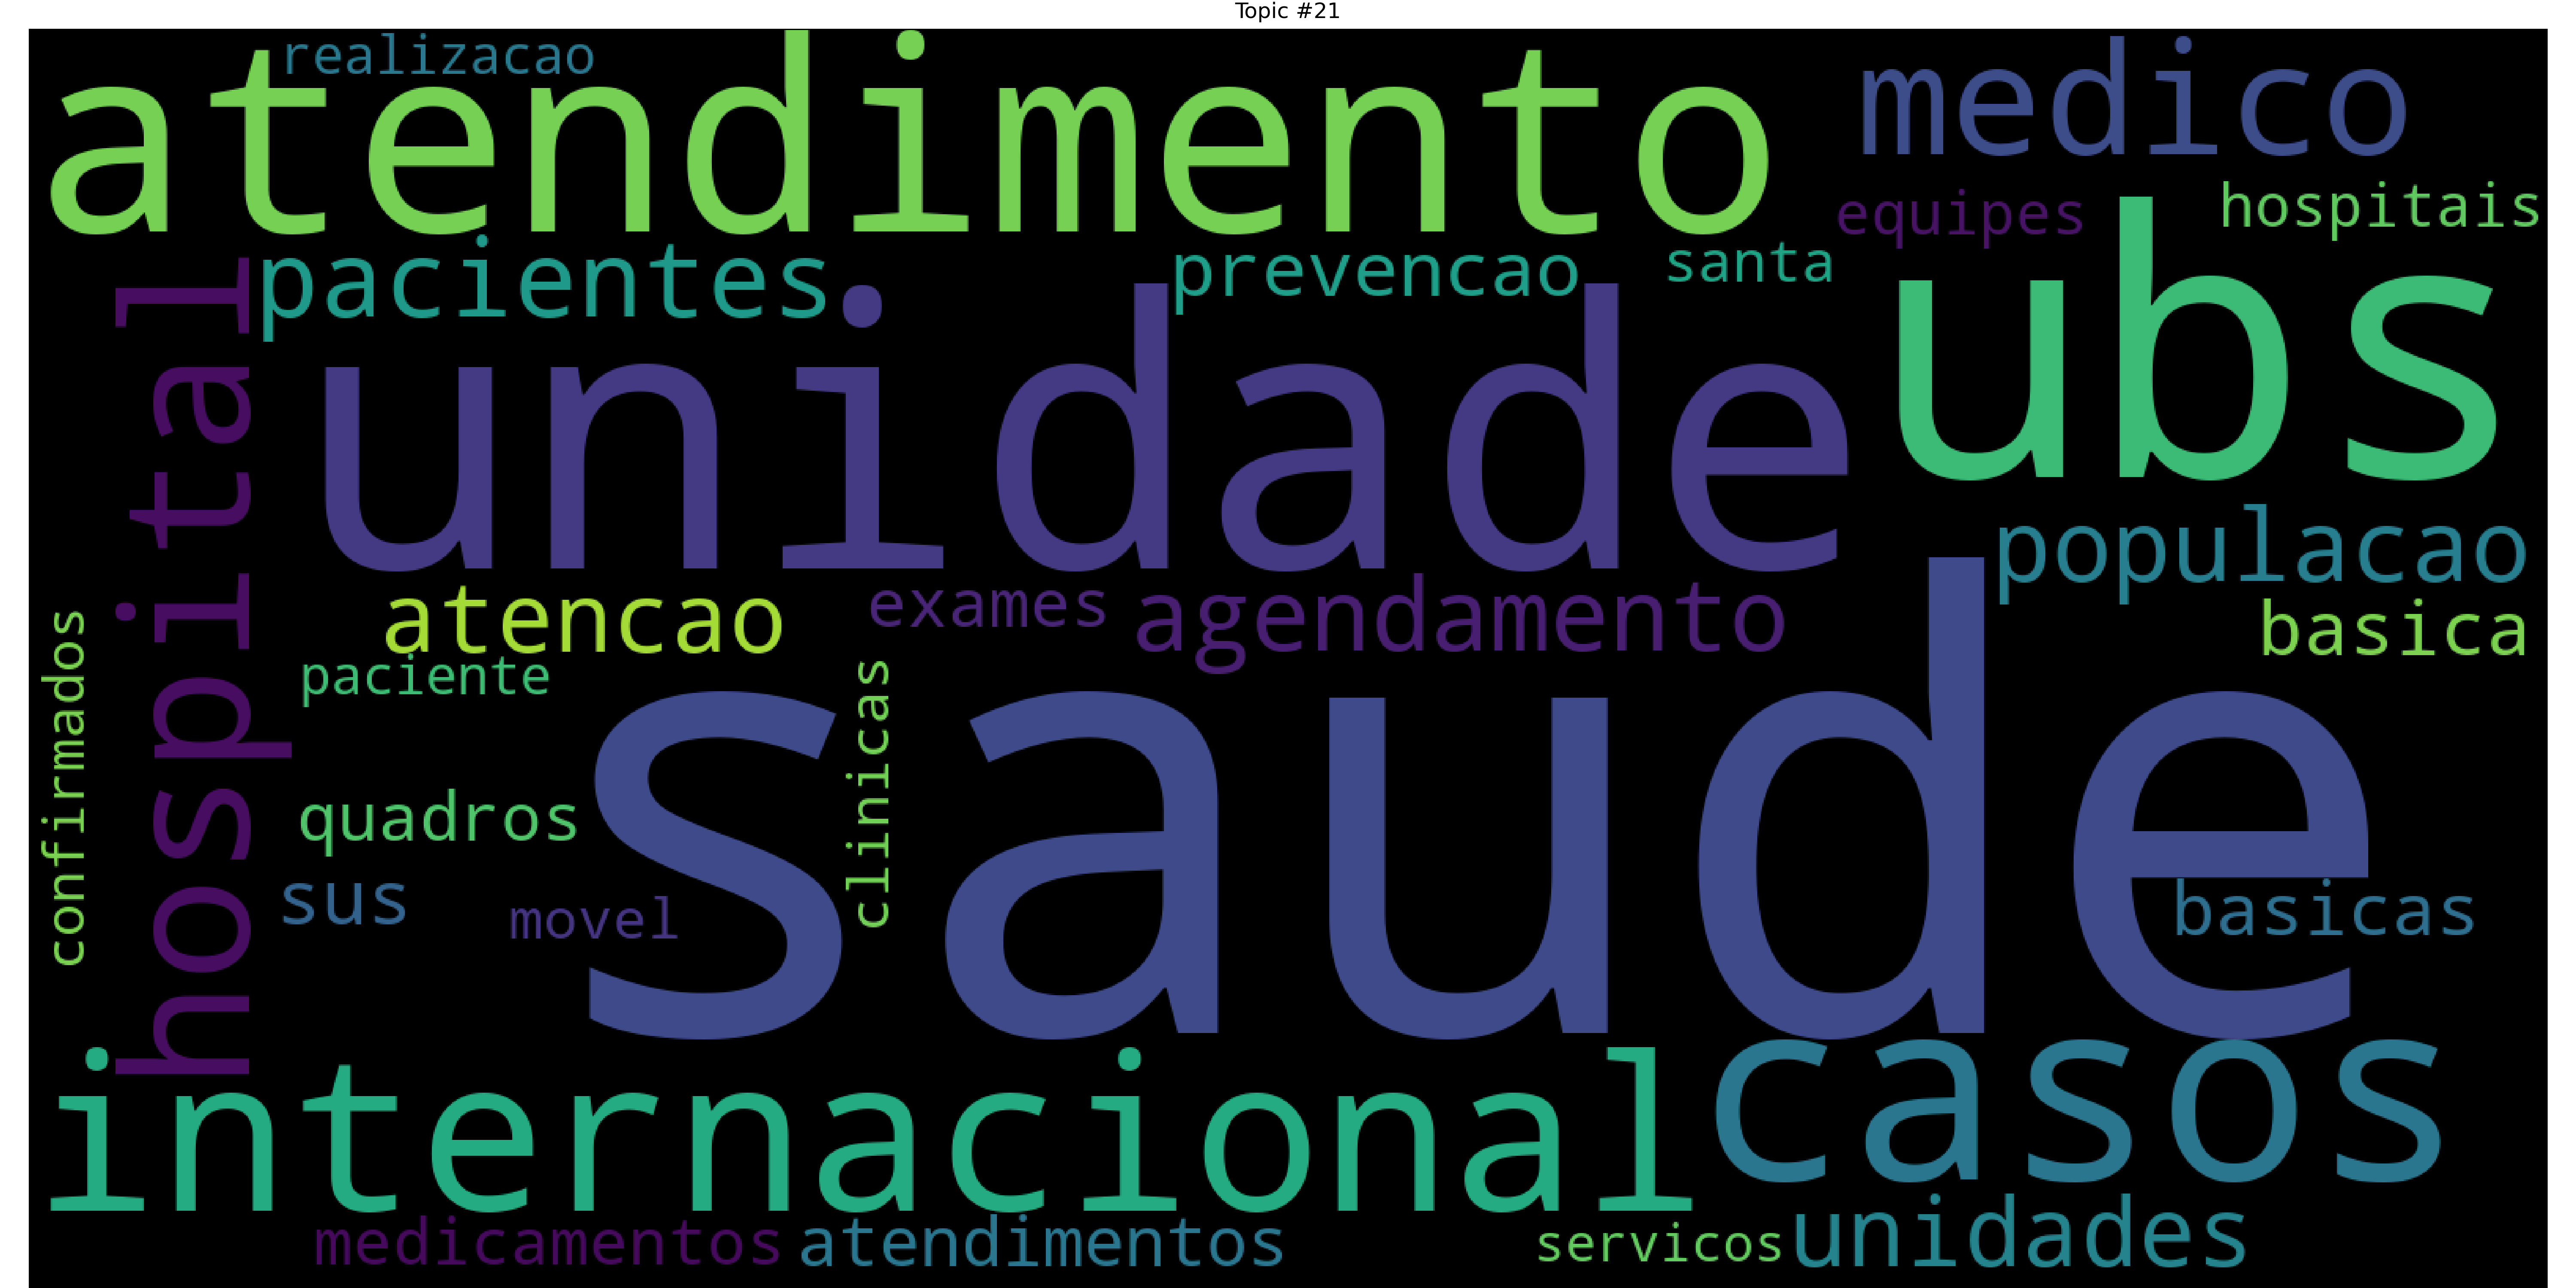 Topic #21
realizacao
atendimento
medico
equipes
hospitais
pacientes
prevencao
santa
ubs
hospital
unidade
populacao
atencao
exames
agendamento
basica
confirmados
paciente
clinicas
saude
quadros
sus
movel
basicas
internacional
casos
medicamentos
atendimentos
servicos
unidades